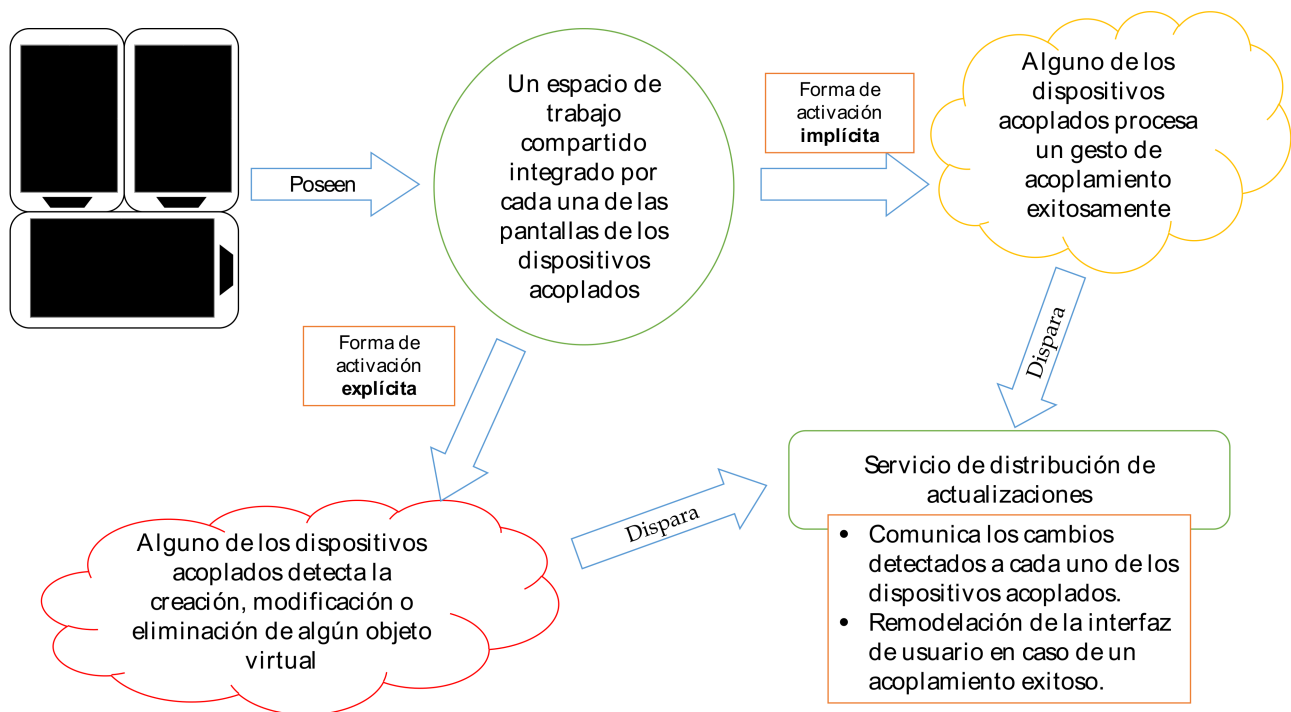 Poseen
Un espacio de
trabajo
compartido
integrado por
cada una de las
pantallas de los
dispositivos
acoplados
Forma de
activación
implícita
Alguno de los
dispositivos
acoplados procesa
un gesto de
acoplamiento
exitosamente
Dispara
Forma de
activación
explícita
Alguno de los dispositivos
acoplados detecta la
creación, modificación o
eliminación de algún objeto
virtual
Dispara
Servicio de distribución de
actualizaciones
• Comunica los cambios
detectados a cada uno de los
dispositivos acoplados.
• Remodelación de la interfaz
de usuario en caso de un
acoplamiento exitoso.